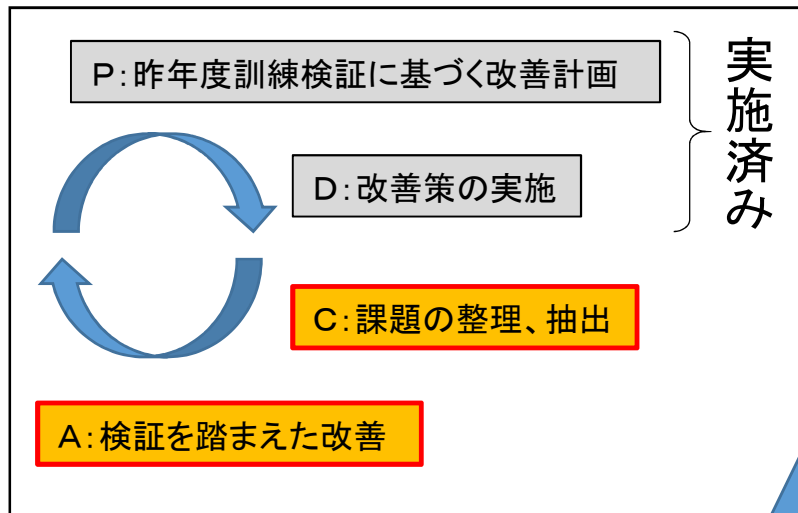 P:昨年度訓練検証に基づく改善計画
実施済み
D:改善策の実施
C:課題の整理、抽出
A:検証を踏まえた改善